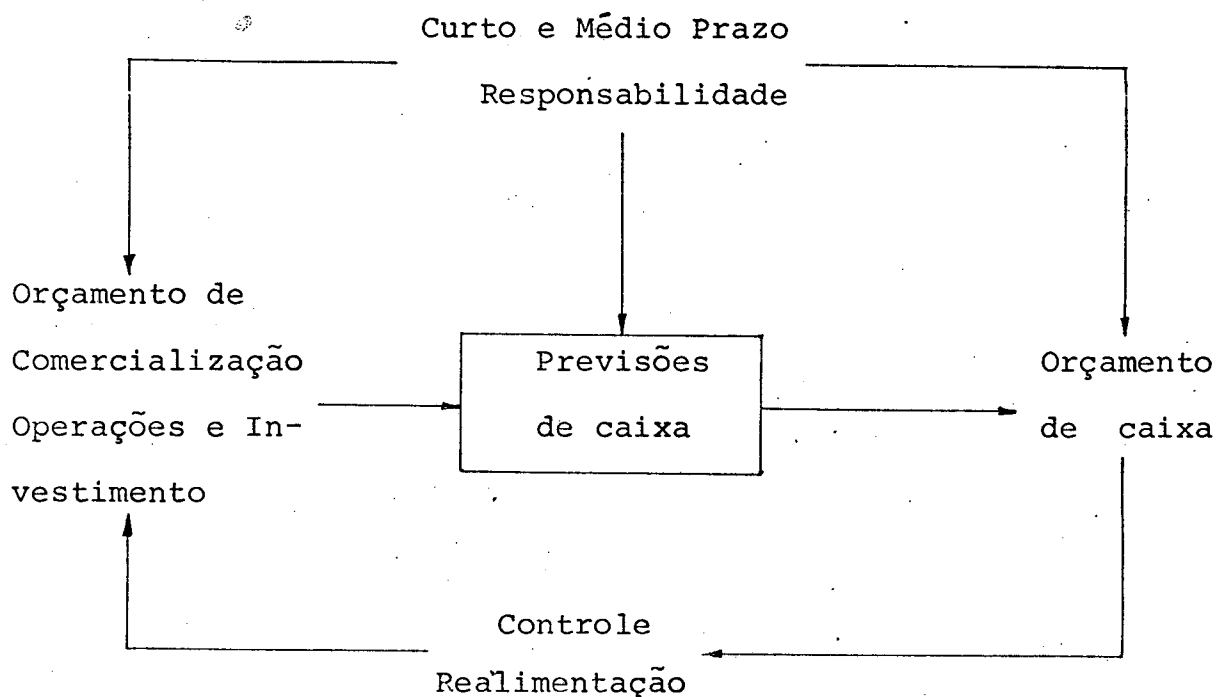 Curto e Médio Prazo
Responsabilidade
Orçamento de
Comercialização
Operações e In-
vestimento
Previsões
de caixa
Orçamento
de caixa
Controle
Realimentação